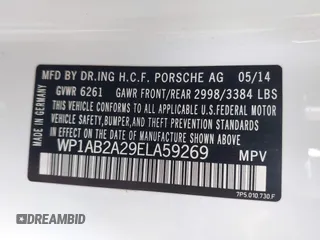 MFD BY DR.ING H.C.F. PORSCHE AG 05/14
GVWR 6261 GAWR FRONT/REAR 2998/3384 LBS
THIS VEHICLE CONFORMS TO ALL APPLICABLE U.S.FEDERAL MOTOR
VEHICLE SAFETY, BUMPER, AND THEFT PREVENTION STANDARDS
IN EFFECT ON THE DATE OF MANUFACTURE SHOWN ABOVE.
WP1AB2A29ELA59269 MPV
MADE IN GERMANY
7P5 010.730 F
DREAMBID